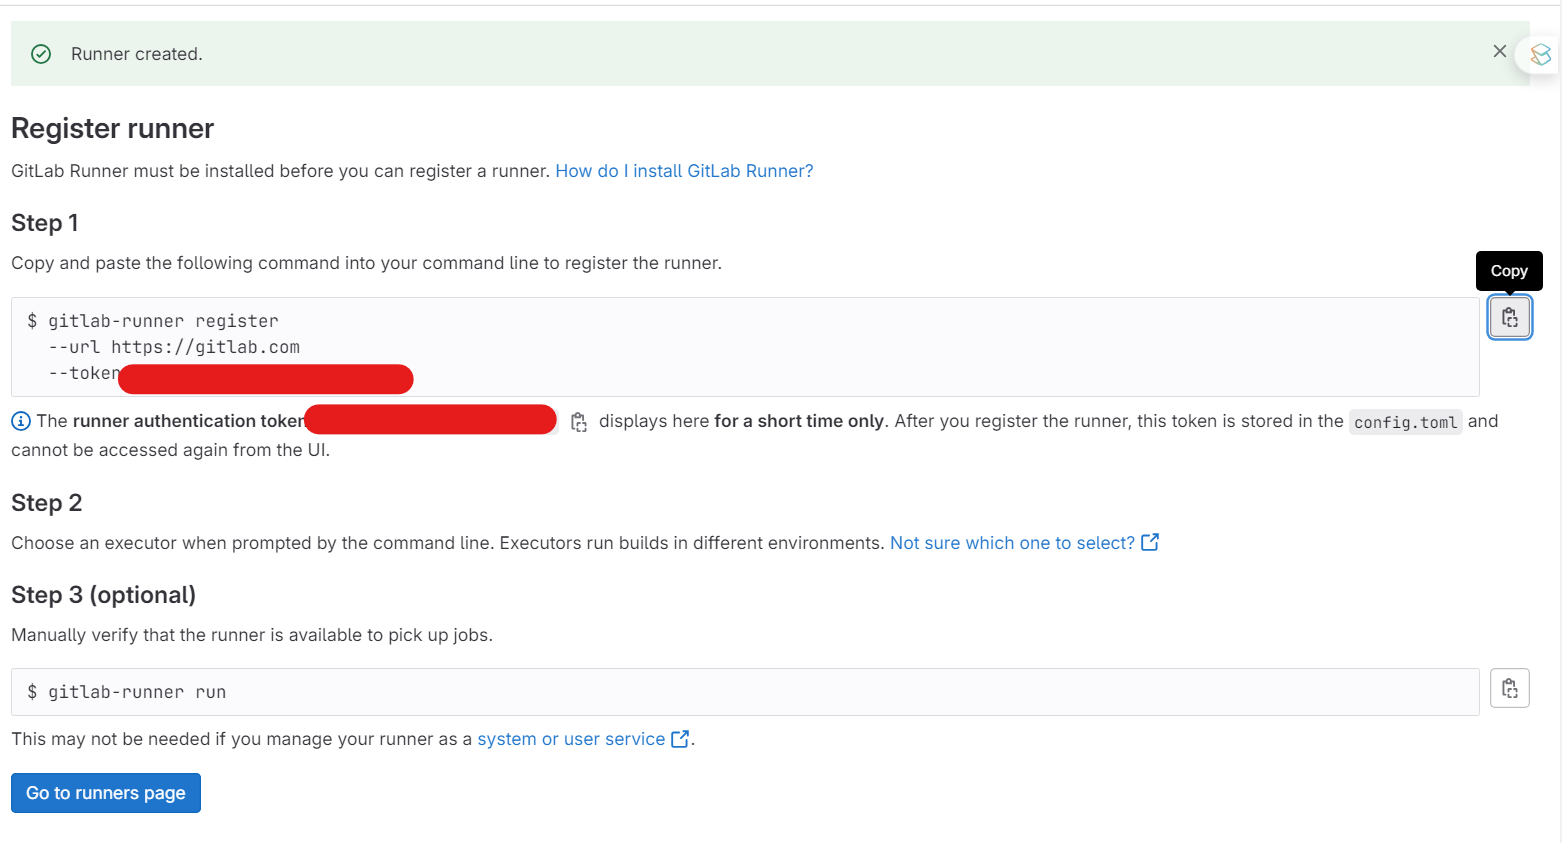 Runner created.
Register runner
GitLab Runner must be installed before you can register a runner. How do I install GitLab Runner?
Step 1
Copy and paste the following command into your command line to register the runner.
Copy
$ gitlab-runner register
--url https://gitlab.com
--token
The runner authentication token displays here for a short time only. After you register the runner, this token is stored in the config.toml and
cannot be accessed again from the UI.
Step 2
Choose an executor when prompted by the command line. Executors run builds in different environments. Not sure which one to select?
Step 3 (optional)
Manually verify that the runner is available to pick up jobs.
$ gitlab-runner run
This may not be needed if you manage your runner as a system or user service.
Go to runners page